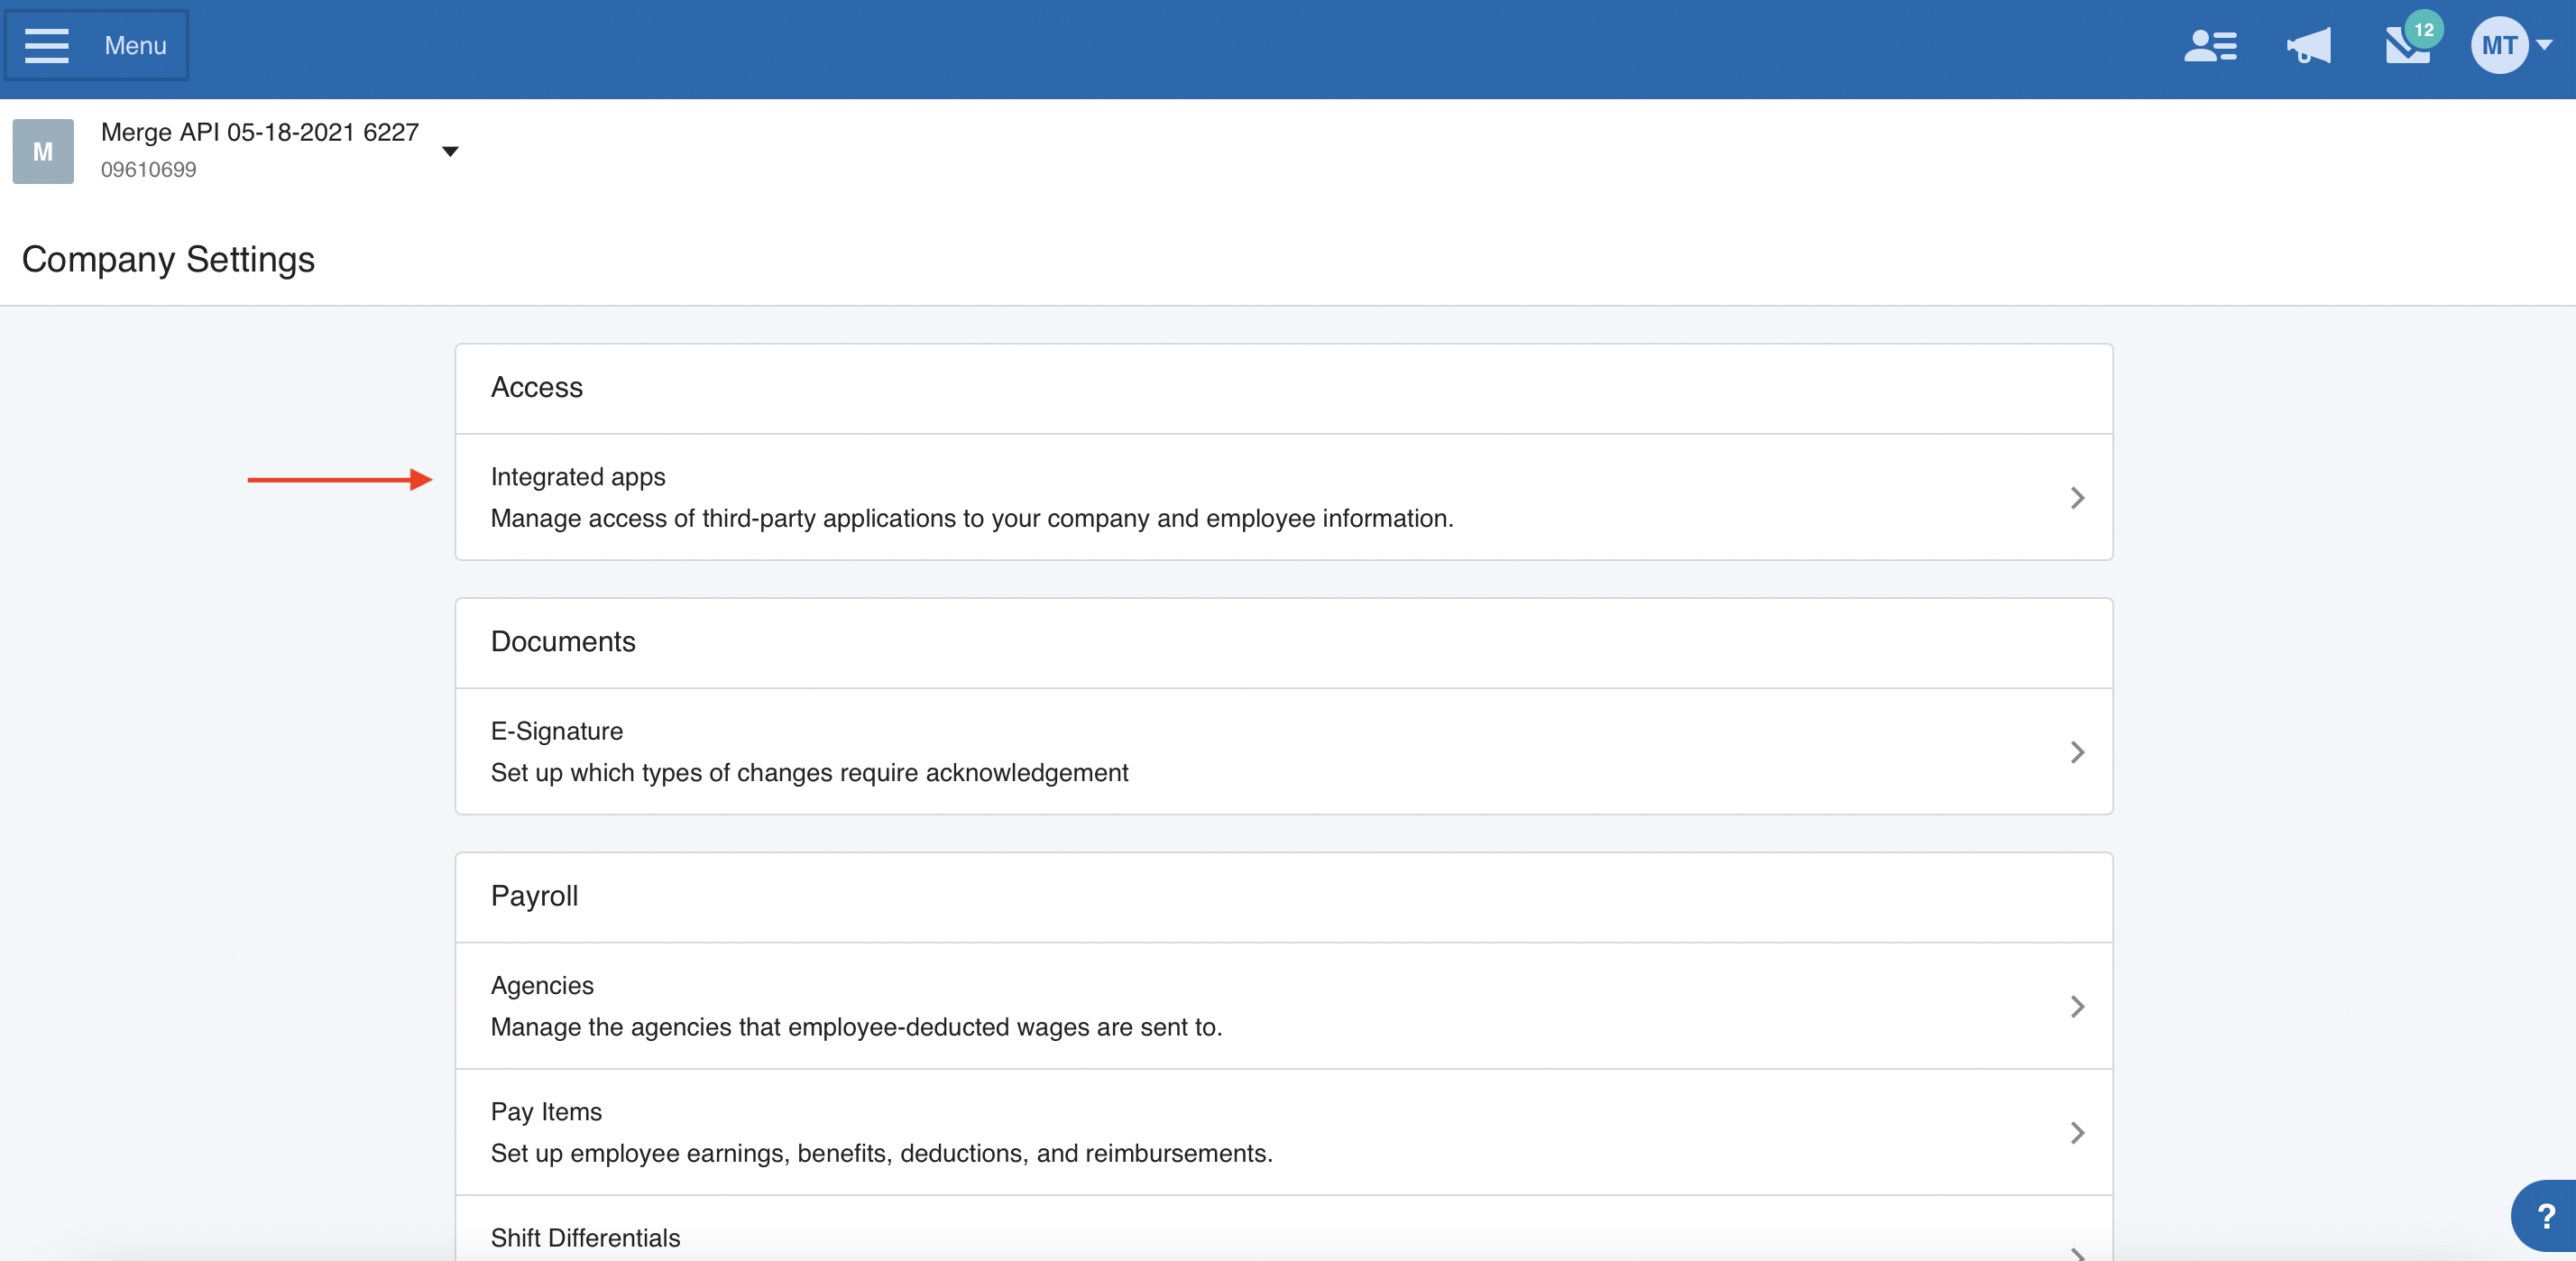 Menu
12
MT
M
Merge API 05-18-2021 6227
09610699
Company Settings
Access
Integrated apps
Manage access of third-party applications to your company and employee information.
Documents
E-Signature
Set up which types of changes require acknowledgement
Payroll
Agencies
Manage the agencies that employee-deducted wages are sent to.
Pay Items
Set up employee earnings, benefits, deductions, and reimbursements.
Shift Differentials
?